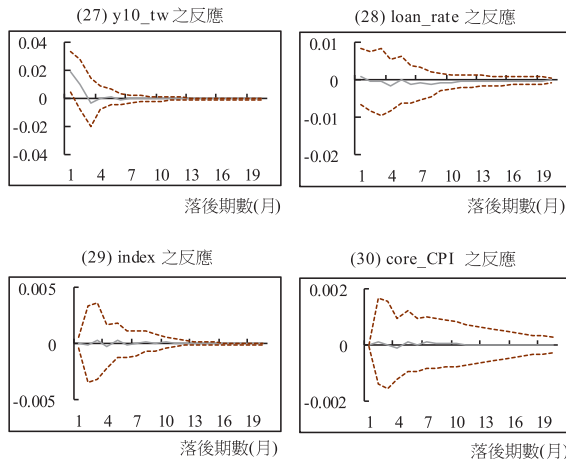 (27) y10_tw 之反應
0.04
0.02
0
-0.02
-0.04
1 4 7 10 13 16 19
落後期數(月)
(28) loan_rate 之反應
0.01
0
-0.01
-0.02
1 4 7 10 13 16 19
落後期數(月)
(29) index 之反應
0.005
0
-0.005
1 4 7 10 13 16 19
落後期數(月)
(30) core_CPI 之反應
0.002
0
-0.002
1 4 7 10 13 16 19
落後期數(月)